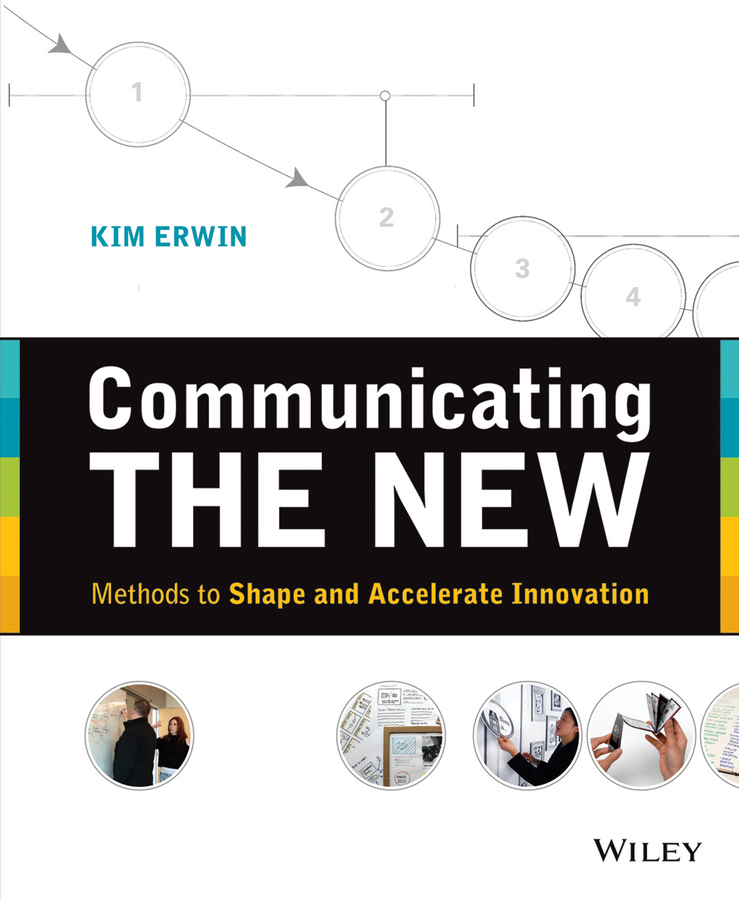 1
2
3
4
KIM ERWIN
Communicating
THE NEW
Methods to Shape and Accelerate Innovation
WILEY